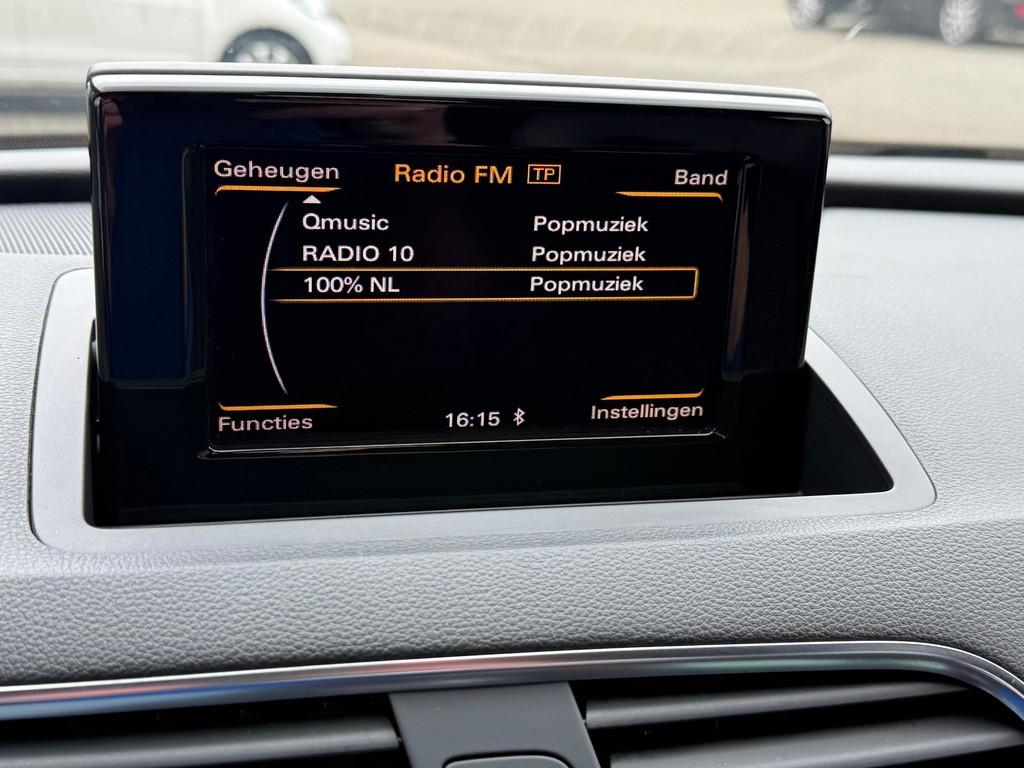 Geheugen Radio FM TP Band
Qmusic Popmuziek
RADIO 10 Popmuziek
100% NL Popmuziek
Functies 16:15 Instellingen